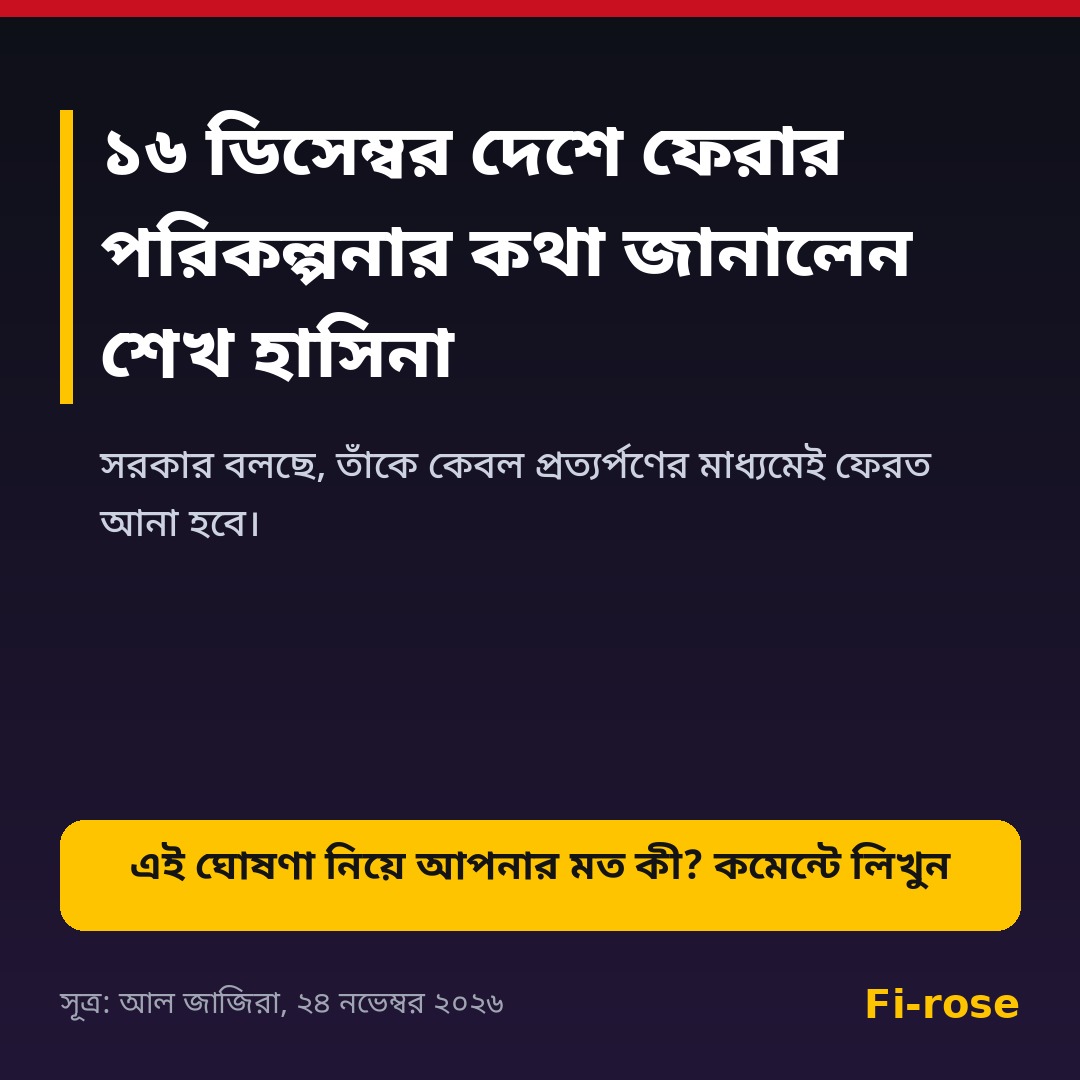 ১৬ ডিসেম্বর দেশে ফেরার
পরিকল্পনার কথা জানালেন
শেখ হাসিনা
সরকার বলছে, তাঁকে কেবল প্রত্যর্পণের মাধ্যমেই ফেরত
আনা হবে।
এই ঘোষণা নিয়ে আপনার মত কী? কমেন্টে লিখুন
সূত্র: আল জাজিরা, ২৪ নভেম্বর ২০২৬
Fi-rose